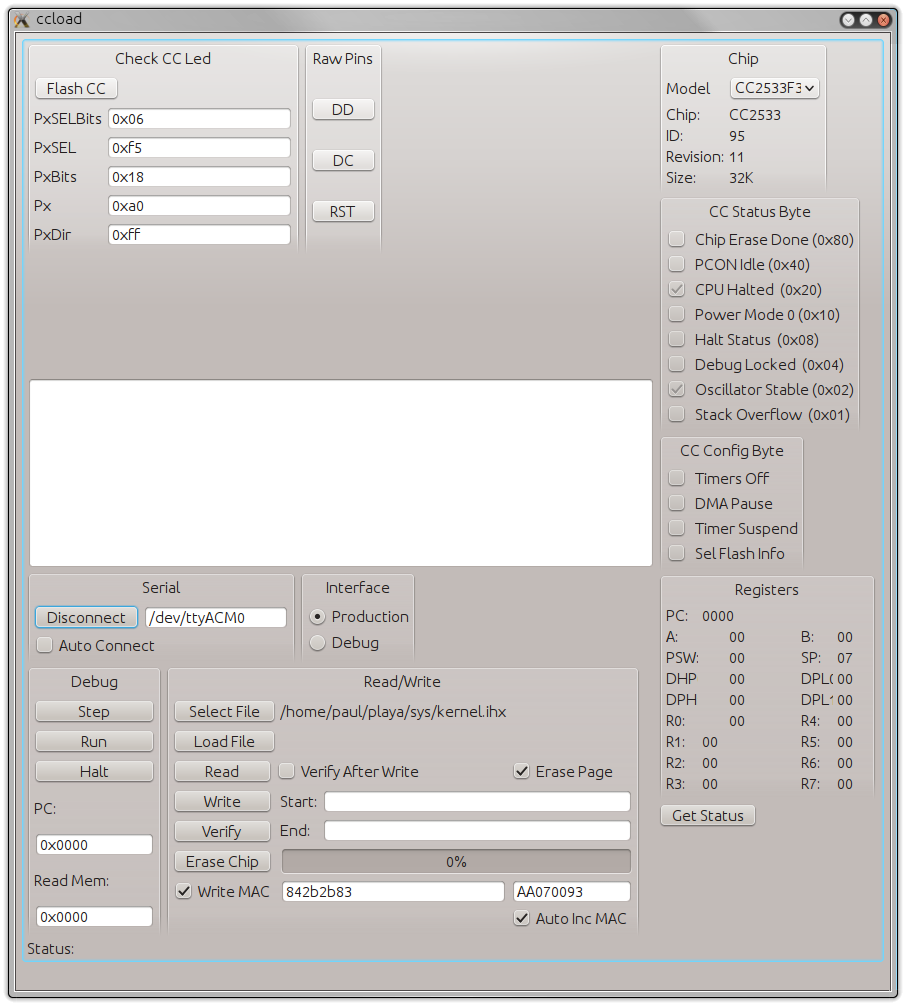 ccload
Check CC Led
Flash CC
PxSELBits 0x06
PxSEL 0xf5
PxBits 0x18
Px 0xa0
PxDir 0xff
Raw Pins
DD
DC
RST
Chip
Model CC2533F3
Chip: CC2533
ID: 95
Revision: 11
Size: 32K
CC Status Byte
Chip Erase Done (0x80)
PCON Idle (0x40)
CPU Halted (0x20)
Power Mode 0 (0x10)
Halt Status (0x08)
Debug Locked (0x04)
Oscillator Stable (0x02)
Stack Overflow (0x01)
CC Config Byte
Timers Off
DMA Pause
Timer Suspend
Sel Flash Info
Serial
Disconnect /dev/ttyACM0
Auto Connect
Interface
Production
Debug
Registers
PC: 0000
A: 00 B: 00
PSW: 00 SP: 07
DHP 00 DPL0 00
DPH 00 DPL1 00
R0: 00 R4: 00
R1: 00 R5: 00
R2: 00 R6: 00
R3: 00 R7: 00
Get Status
Debug
Step
Run
Halt
PC:
0x0000
Read Mem:
0x0000
Read/Write
Select File /home/paul/playa/sys/kernel.ihx
Load File
Read Verify After Write Erase Page
Write Start:
Verify End:
Erase Chip 0%
Write MAC 842b2b83 AA070093
Auto Inc MAC
Status: